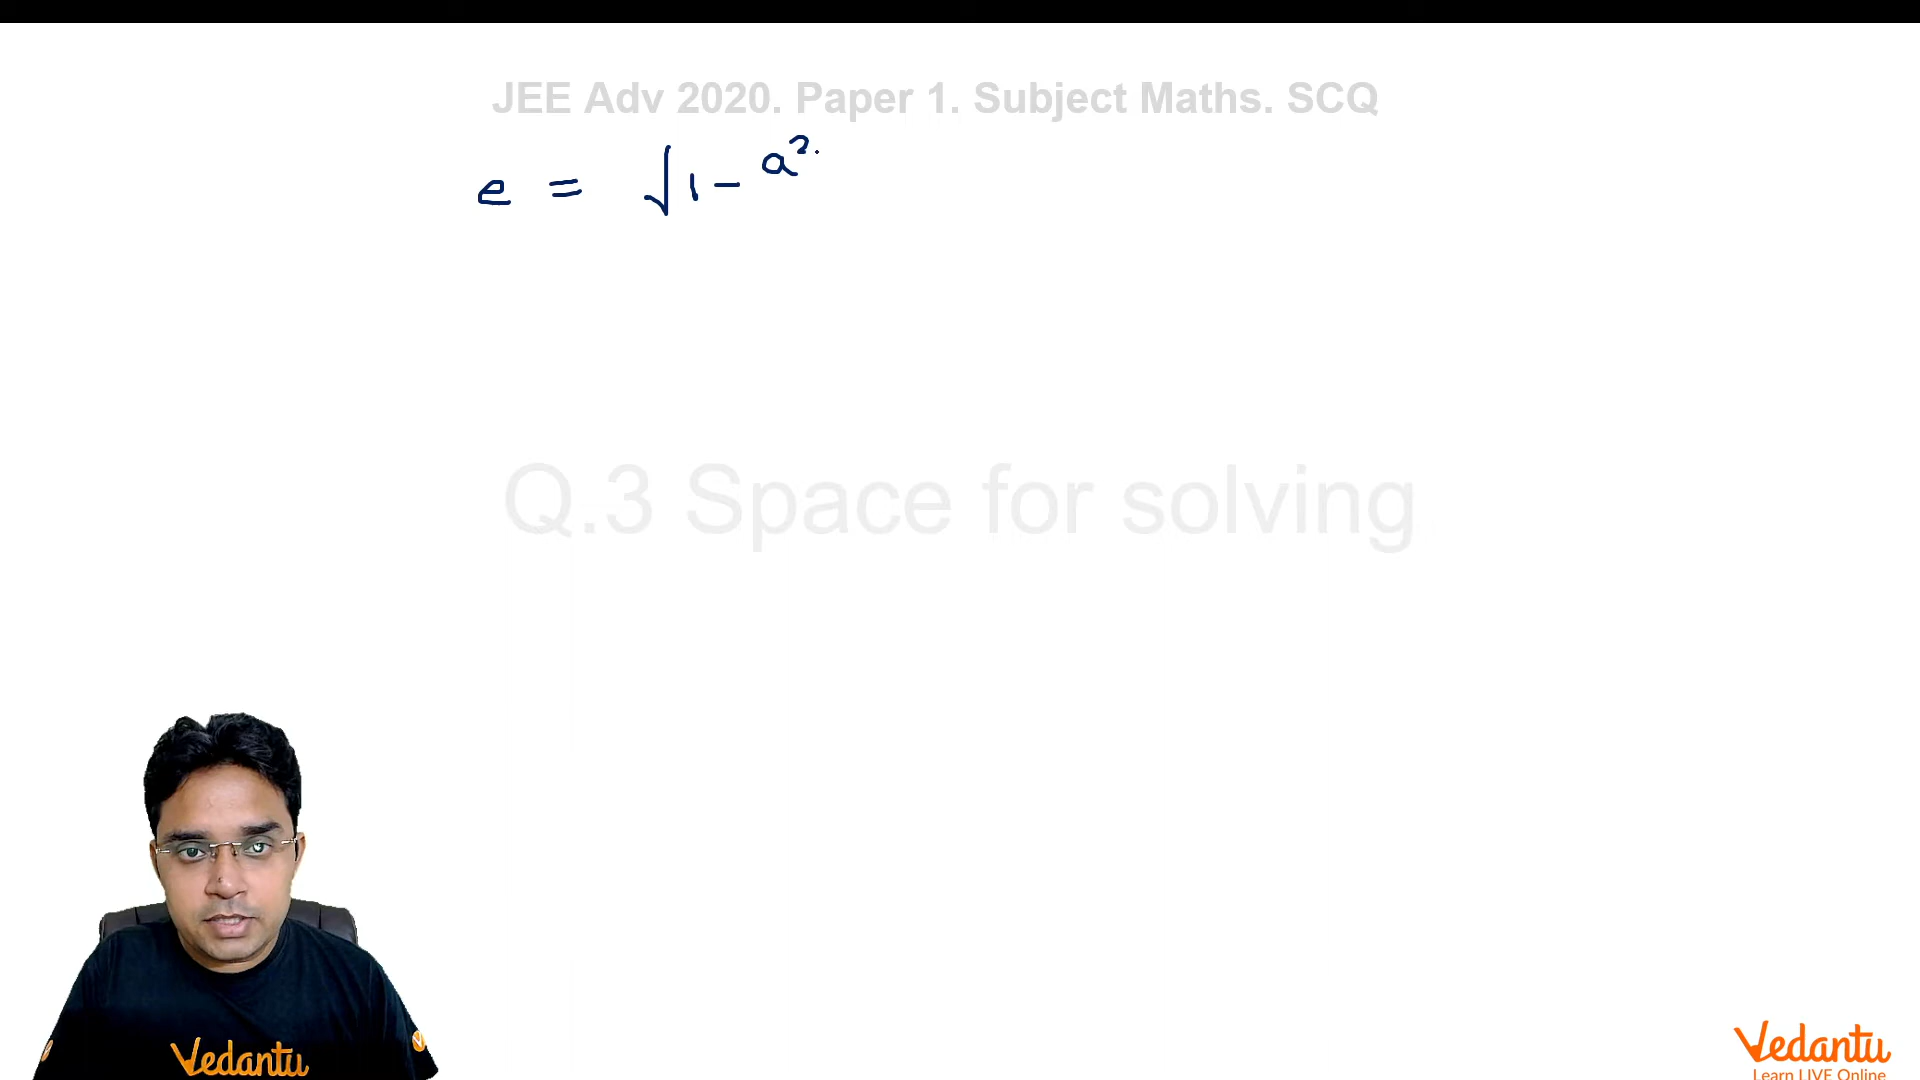 JEE Adv 2020. Paper 1. Subject Maths. SCQ
e = √1 - a²
Q.3 Space for solving
Vedantu
Vedantu
Learn LIVE Online